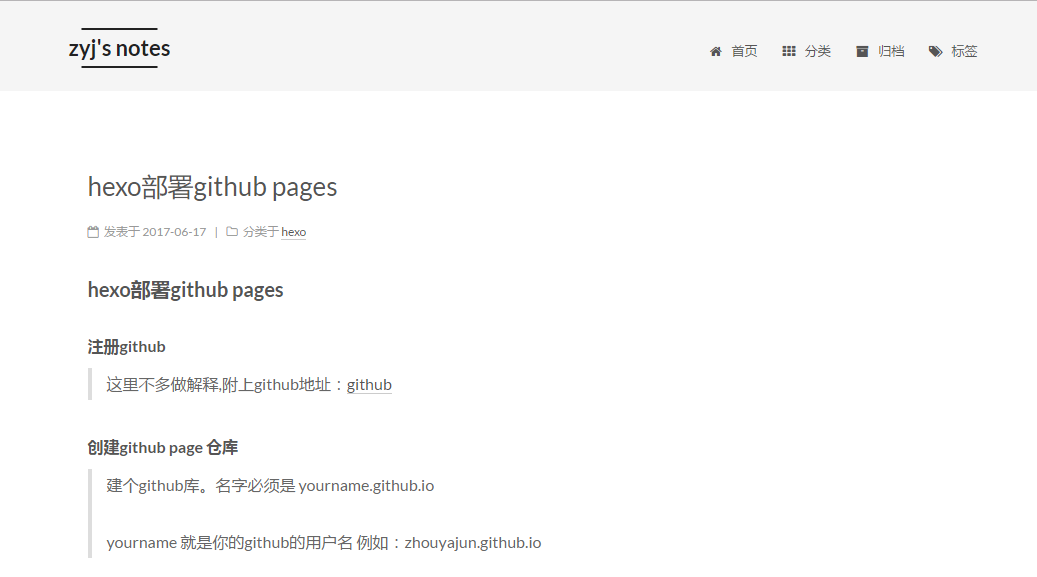 zyj's notes
首页 分类 归档 标签
hexo部署github pages
发表于 2017-06-17 | 分类于 hexo
hexo部署github pages
注册github
这里不多做解释,附上github地址：github
创建github page 仓库
建个github库。名字必须是 yourname.github.io
yourname 就是你的github的用户名 例如：zhouyajun.github.io